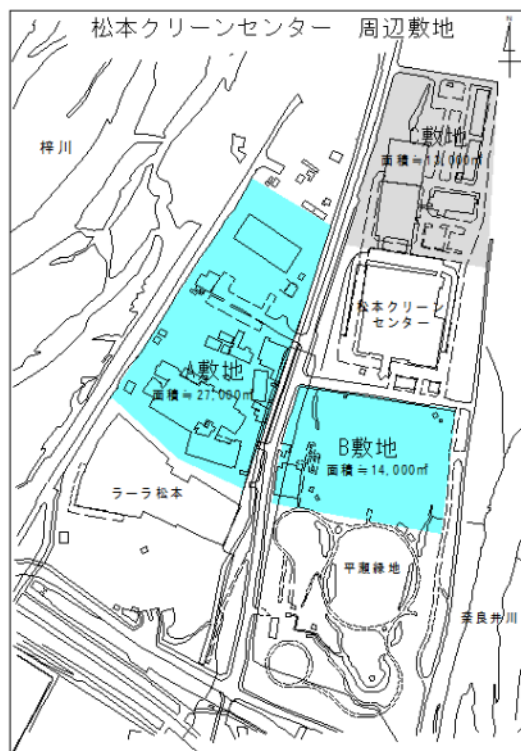 松本クリーンセンター 周辺敷地
N
梓川
敷地
面積≒13,000㎡
松本クリーン
センター
A敷地
面積≒27,000㎡
B敷地
面積≒14,000㎡
ラーラ松本
平瀬緑地
奈良井川